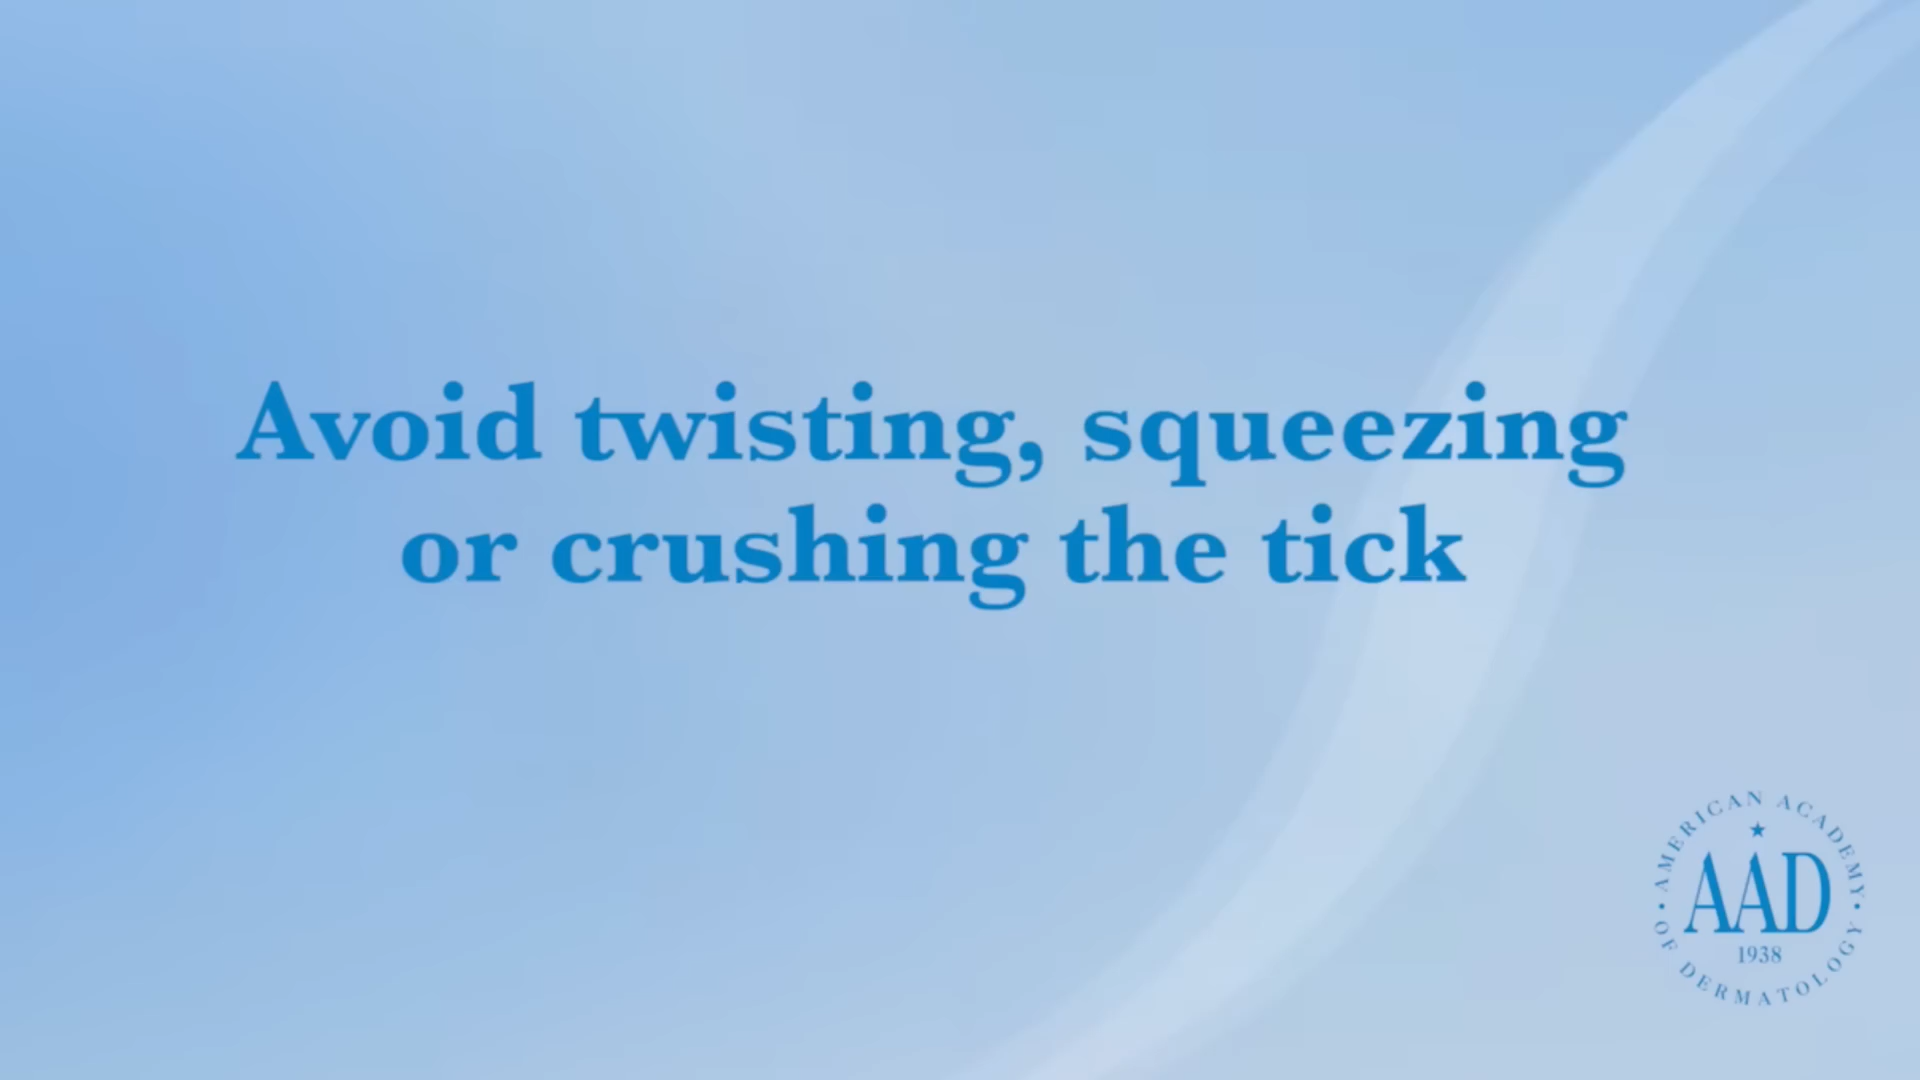 Avoid twisting, squeezing
or crushing the tick
AMERICAN ACADEMY
AAD
1938
OF DERMATOLOGY